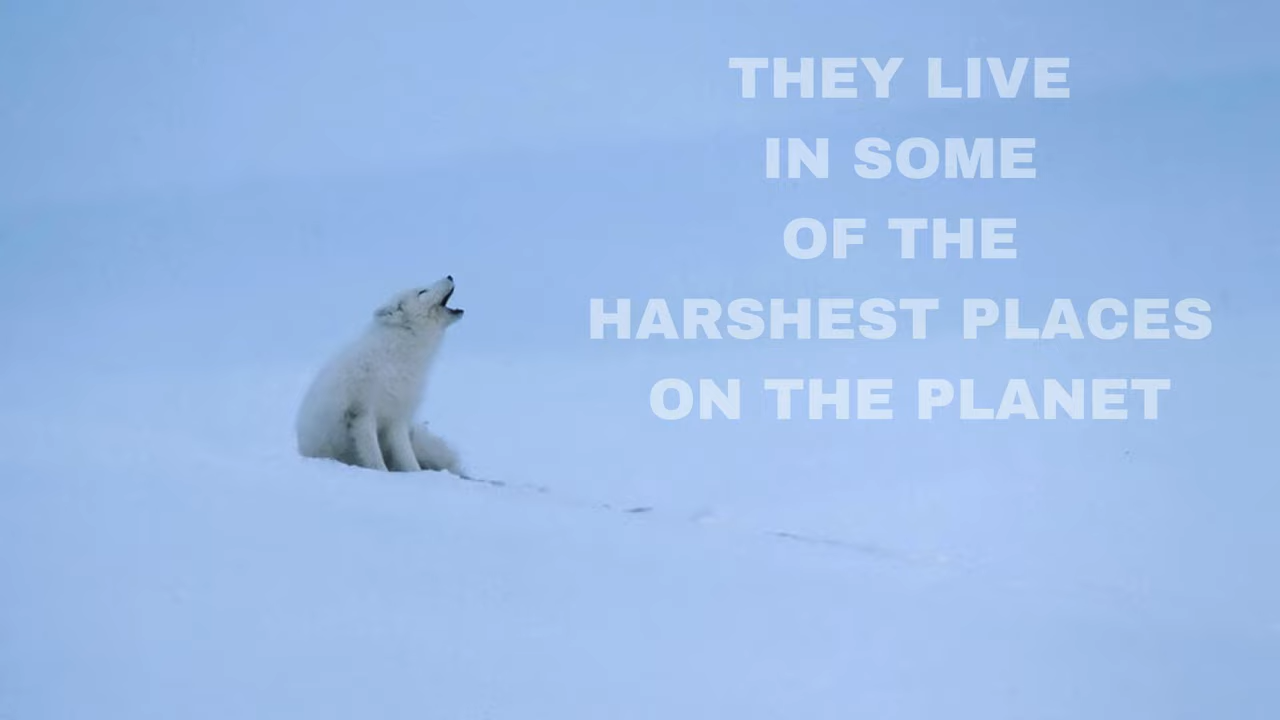 THEY LIVE
IN SOME
OF THE
HARSHEST PLACES
ON THE PLANET